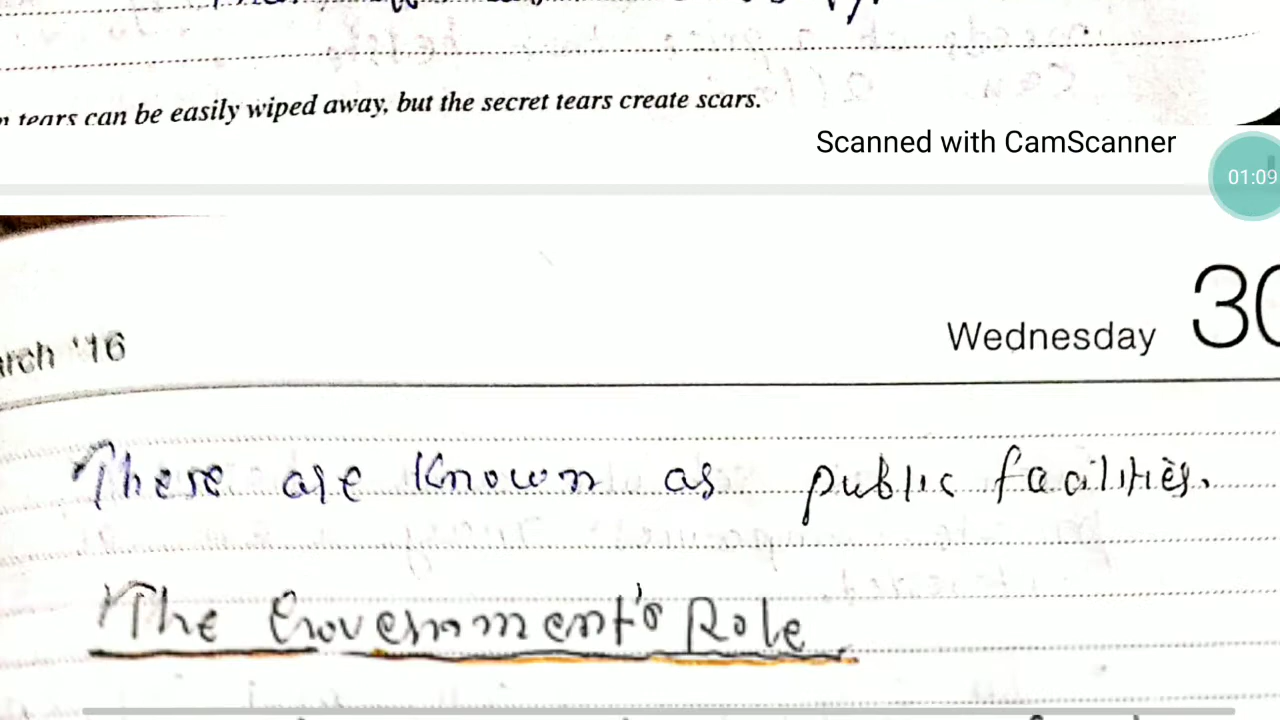 tears can be easily wiped away, but the secret tears create scars.
Scanned with CamScanner
01:09
Wednesday 30
'16
There are known as public facilities.
The Government's Role